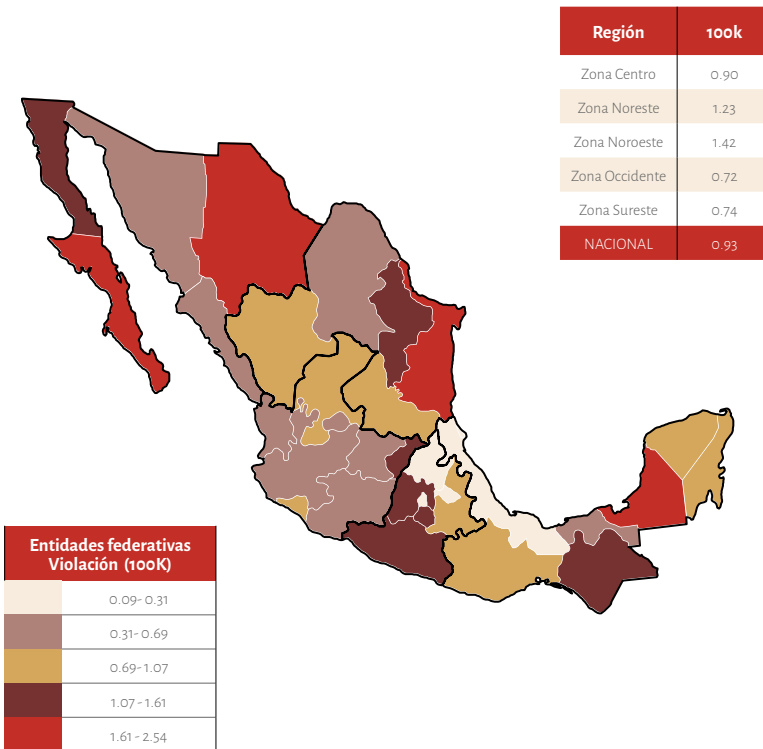 Región 100k
Zona Centro 0.90
Zona Noreste 1.23
Zona Noroeste 1.42
Zona Occidente 0.72
Zona Sureste 0.74
NACIONAL 0.93
Entidades federativas
Violación (100K)
0.09- 0.31
0.31- 0.69
0.69- 1.07
1.07 - 1.61
1.61 - 2.54